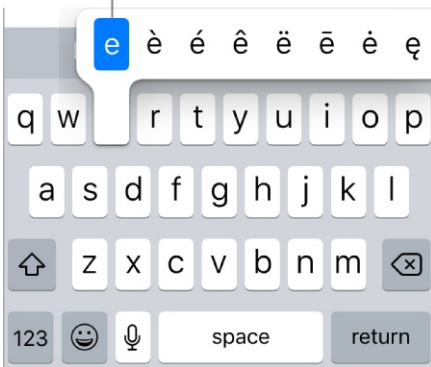 e è é ê ë ē ė ę
q w r t y u i o p
a s d f g h j k l
z x c v b n m
123 space return